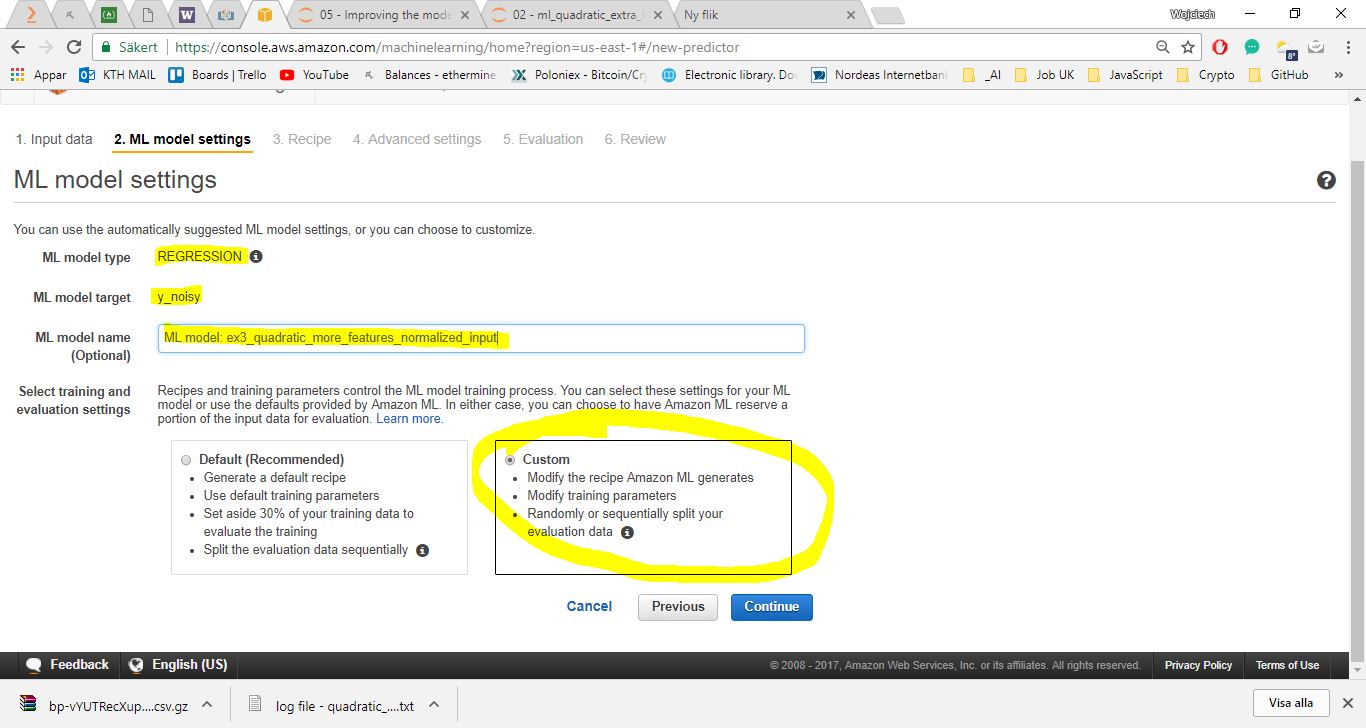 05 - Improving the mode
02 - ml_quadratic_extra_
Ny flik
Wojciech
Säkert
https://console.aws.amazon.com/machinelearning/home?region=us-east-1#/new-predictor
8°
Appar
KTH MAIL
Boards | Trello
YouTube
Balances - ethermine
Poloniex - Bitcoin/Cry
Electronic library. Do
Nordeas Internetban
_AI
Job UK
JavaScript
Crypto
GitHub
»
1. Input data
2. ML model settings
3. Recipe
4. Advanced settings
5. Evaluation
6. Review
ML model settings
You can use the automatically suggested ML model settings, or you can choose to customize.
ML model type
REGRESSION
ML model target
y_noisy
ML model name
(Optional)
ML model: ex3_quadratic_more_features_normalized_input
Select training and
evaluation settings
Recipes and training parameters control the ML model training process. You can select these settings for your ML
model or use the defaults provided by Amazon ML. In either case, you can choose to have Amazon ML reserve a
portion of the input data for evaluation. Learn more.
Default (Recommended)
• Generate a default recipe
• Use default training parameters
• Set aside 30% of your training data to
evaluate the training
• Split the evaluation data sequentially
Custom
• Modify the recipe Amazon ML generates
• Modify training parameters
• Randomly or sequentially split your
evaluation data
Cancel
Previous
Continue
Feedback
English (US)
© 2008 - 2017, Amazon Web Services, Inc. or its affiliates. All rights reserved.
Privacy Policy
Terms of Use
bp-vYUTRecXup....csv.gz
log file - quadratic_....txt
Visa alla